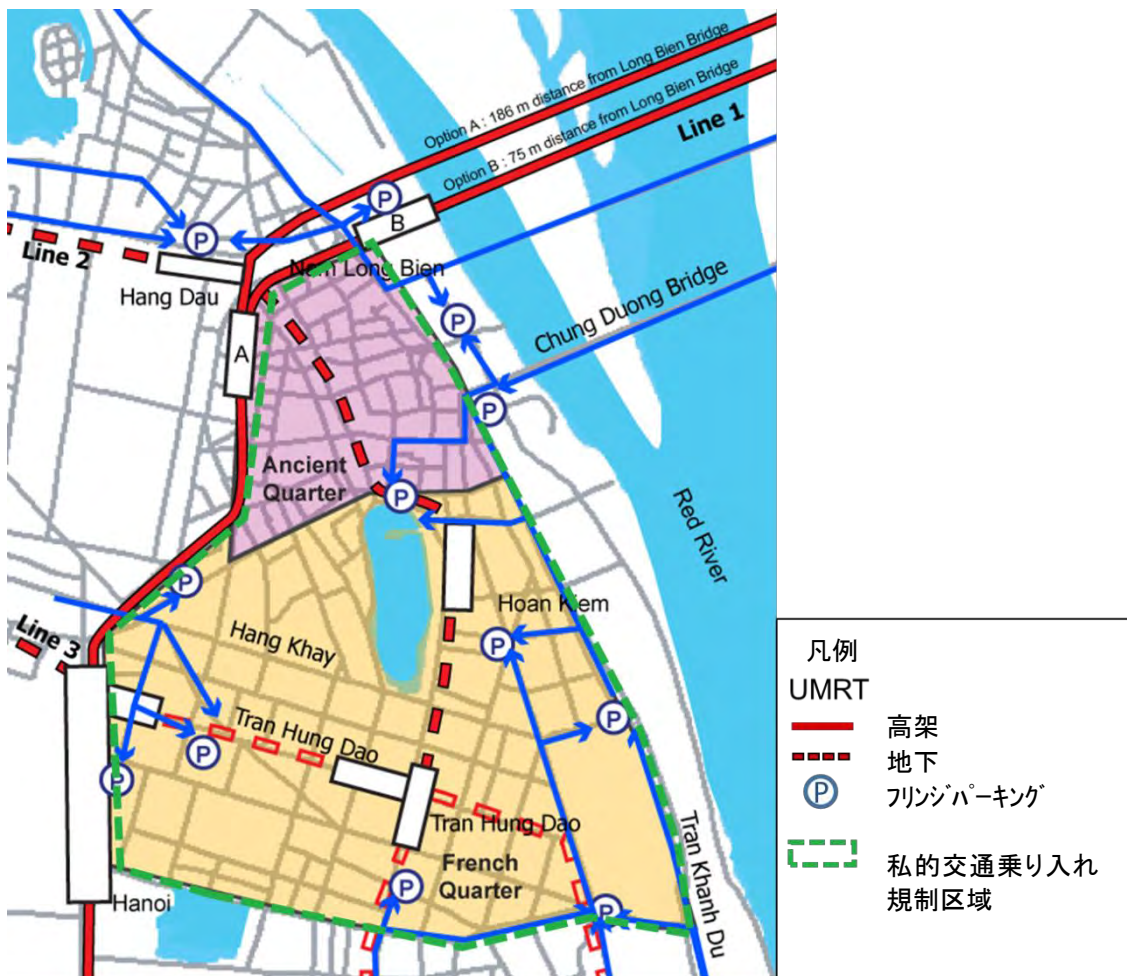 Option A : 186 m distance from Long Bien Bridge
Option B : 75 m distance from Long Bien Bridge
Line 1
P
B
P
Line 2
Nam Long Bien
Hang Dau
P
Chung Duong Bridge
A
P
Ancient
Quarter
P
Red River
P
Hoan Kiem
Line 3
Hang Khay
P
Tran Hung Dao
P
P
P
Tran Hung Dao
French
Quarter
P
P
Hanoi
Tran Khanh Du
凡例
UMRT
高架
地下
P
フリンジパーキング
私的交通乗り入れ
規制区域